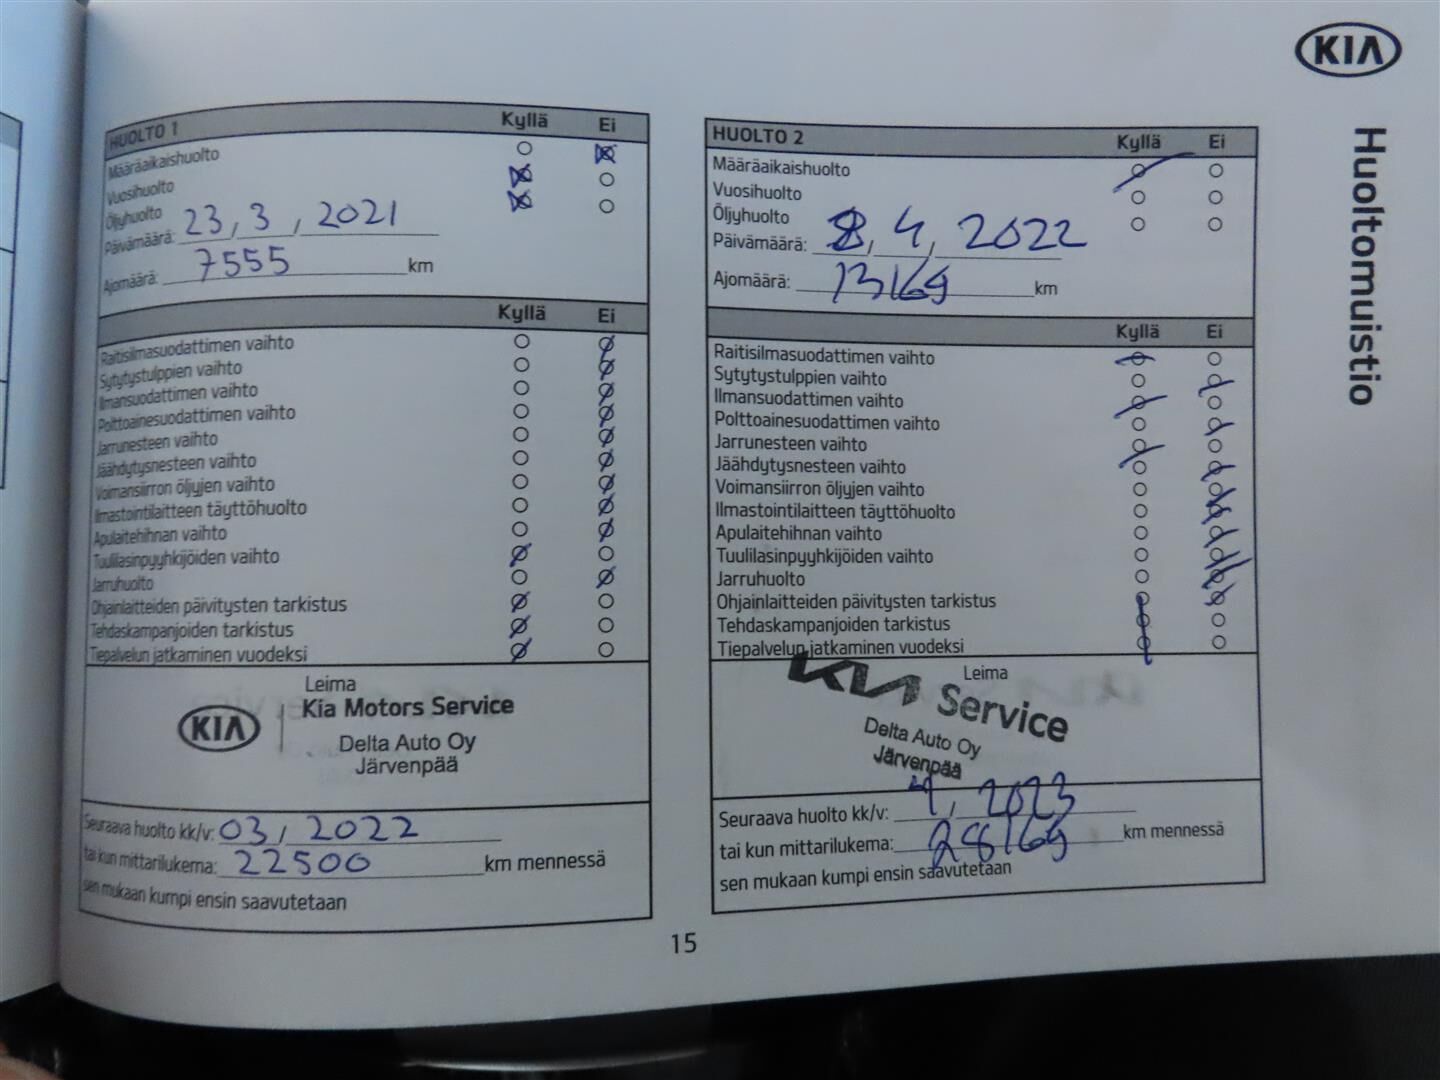 KIA
Huoltomuistio
HUOLTO 1 Kyllä Ei
Määräaikaishuolto
Vuosihuolto
Öljyhuolto
Päivämäärä: 23, 3, 2021
Ajomäärä: 7555 km
Kyllä Ei
Raitisilmasuodattimen vaihto
Sytytystulppien vaihto
Ilmansuodattimen vaihto
Polttoainesuodattimen vaihto
Jarrunesteen vaihto
Jäähdytysnesteen vaihto
Voimansiirron öljyjen vaihto
Ilmastointilaitteen täyttöhuolto
Apulaitehihnan vaihto
Tuulilasinpyyhkijöiden vaihto
Jarruhuolto
Ohjainlaitteiden päivitysten tarkistus
Tehdaskampanjoiden tarkistus
Tiepalvelun jatkaminen vuodeksi
Leima
KIA Kia Motors Service
Delta Auto Oy
Järvenpää
Seuraava huolto kk/v: 03, 2022
tai kun mittarilukema: 22500 km mennessä
sen mukaan kumpi ensin saavutetaan
HUOLTO 2 Kyllä Ei
Määräaikaishuolto
Vuosihuolto
Öljyhuolto
Päivämäärä: 8, 4, 2022
Ajomäärä: 13169 km
Kyllä Ei
Raitisilmasuodattimen vaihto
Sytytystulppien vaihto
Ilmansuodattimen vaihto
Polttoainesuodattimen vaihto
Jarrunesteen vaihto
Jäähdytysnesteen vaihto
Voimansiirron öljyjen vaihto
Ilmastointilaitteen täyttöhuolto
Apulaitehihnan vaihto
Tuulilasinpyyhkijöiden vaihto
Jarruhuolto
Ohjainlaitteiden päivitysten tarkistus
Tehdaskampanjoiden tarkistus
Tiepalvelun jatkaminen vuodeksi
Leima
KIA Service
Delta Auto Oy
Järvenpää
Seuraava huolto kk/v: 4, 2023
tai kun mittarilukema: 28169 km mennessä
sen mukaan kumpi ensin saavutetaan
15